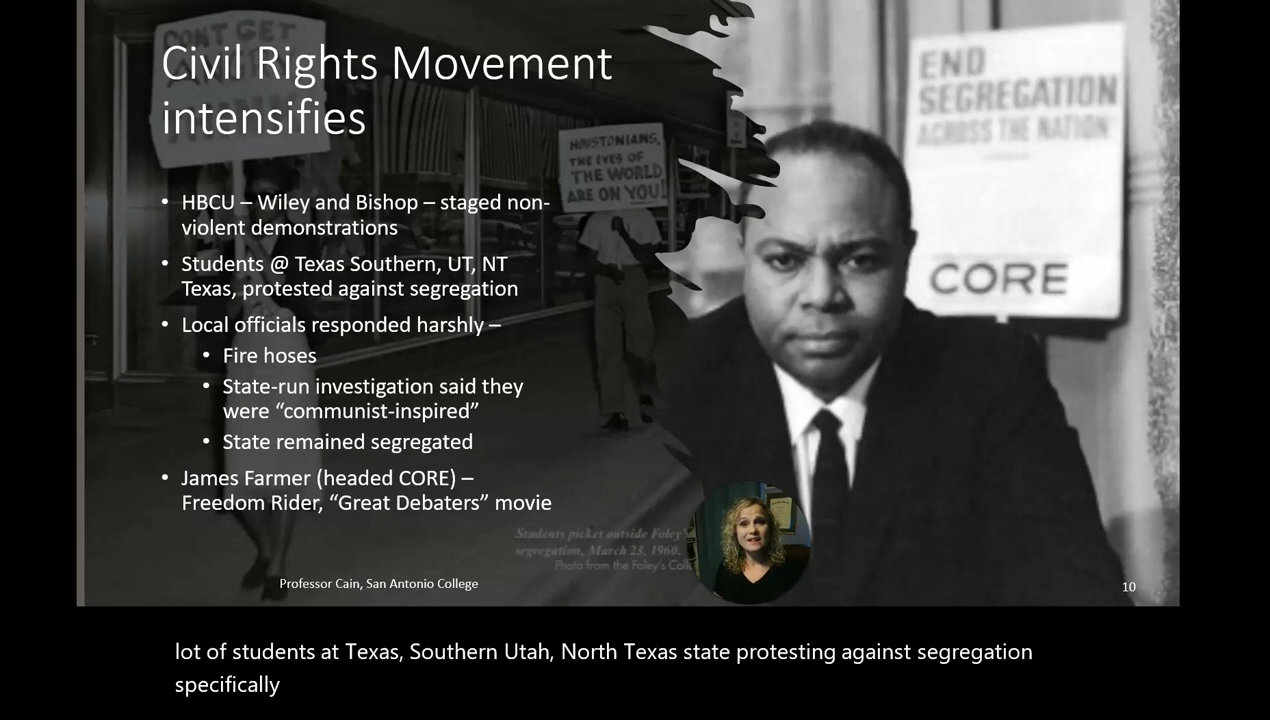 DONT GET
Civil Rights Movement
intensifies
HOUSTONIANS,
THE EYES OF
THE WORLD
ARE ON YOU!
END
SEGREGATION
ACROSS THE NATION
CORE
• HBCU – Wiley and Bishop – staged non-
violent demonstrations
• Students @ Texas Southern, UT, NT
Texas, protested against segregation
• Local officials responded harshly –
• Fire hoses
• State-run investigation said they
were “communist-inspired”
• State remained segregated
• James Farmer (headed CORE) –
Freedom Rider, “Great Debaters” movie
Students picket outside Foley'
segregation, March 23, 1960.
Photo from the Foley's
Professor Cain, San Antonio College
10
lot of students at Texas, Southern Utah, North Texas state protesting against segregation
specifically